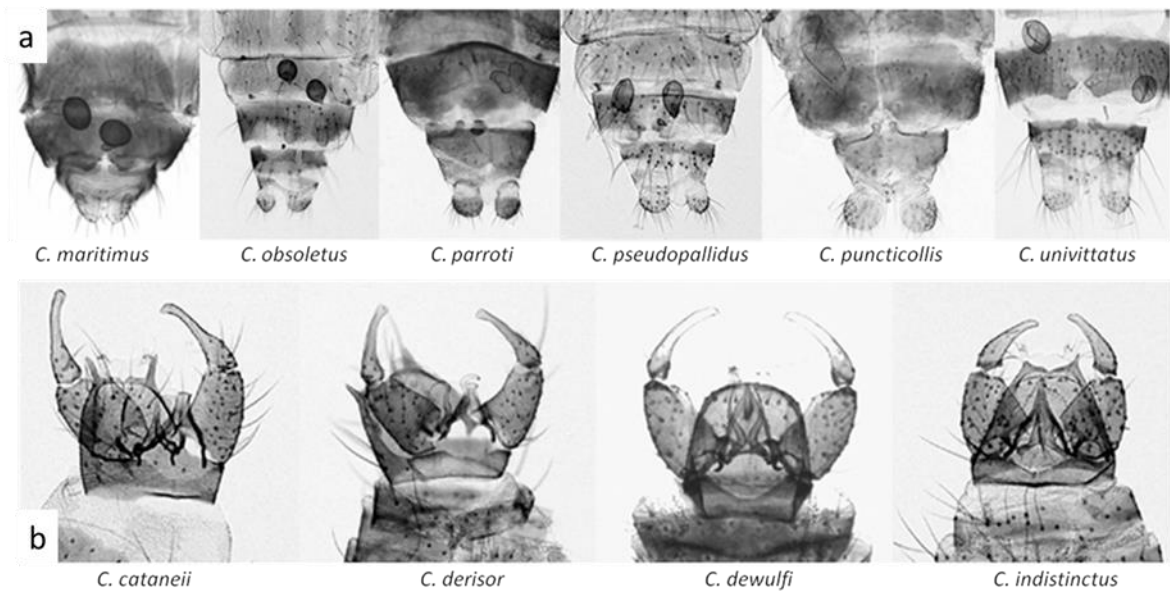 a
C. maritimus C. obsoletus C. parroti C. pseudopallidus C. puncticollis C. univittatus
b
C. cataneii C. derisor C. dewulfi C. indistinctus